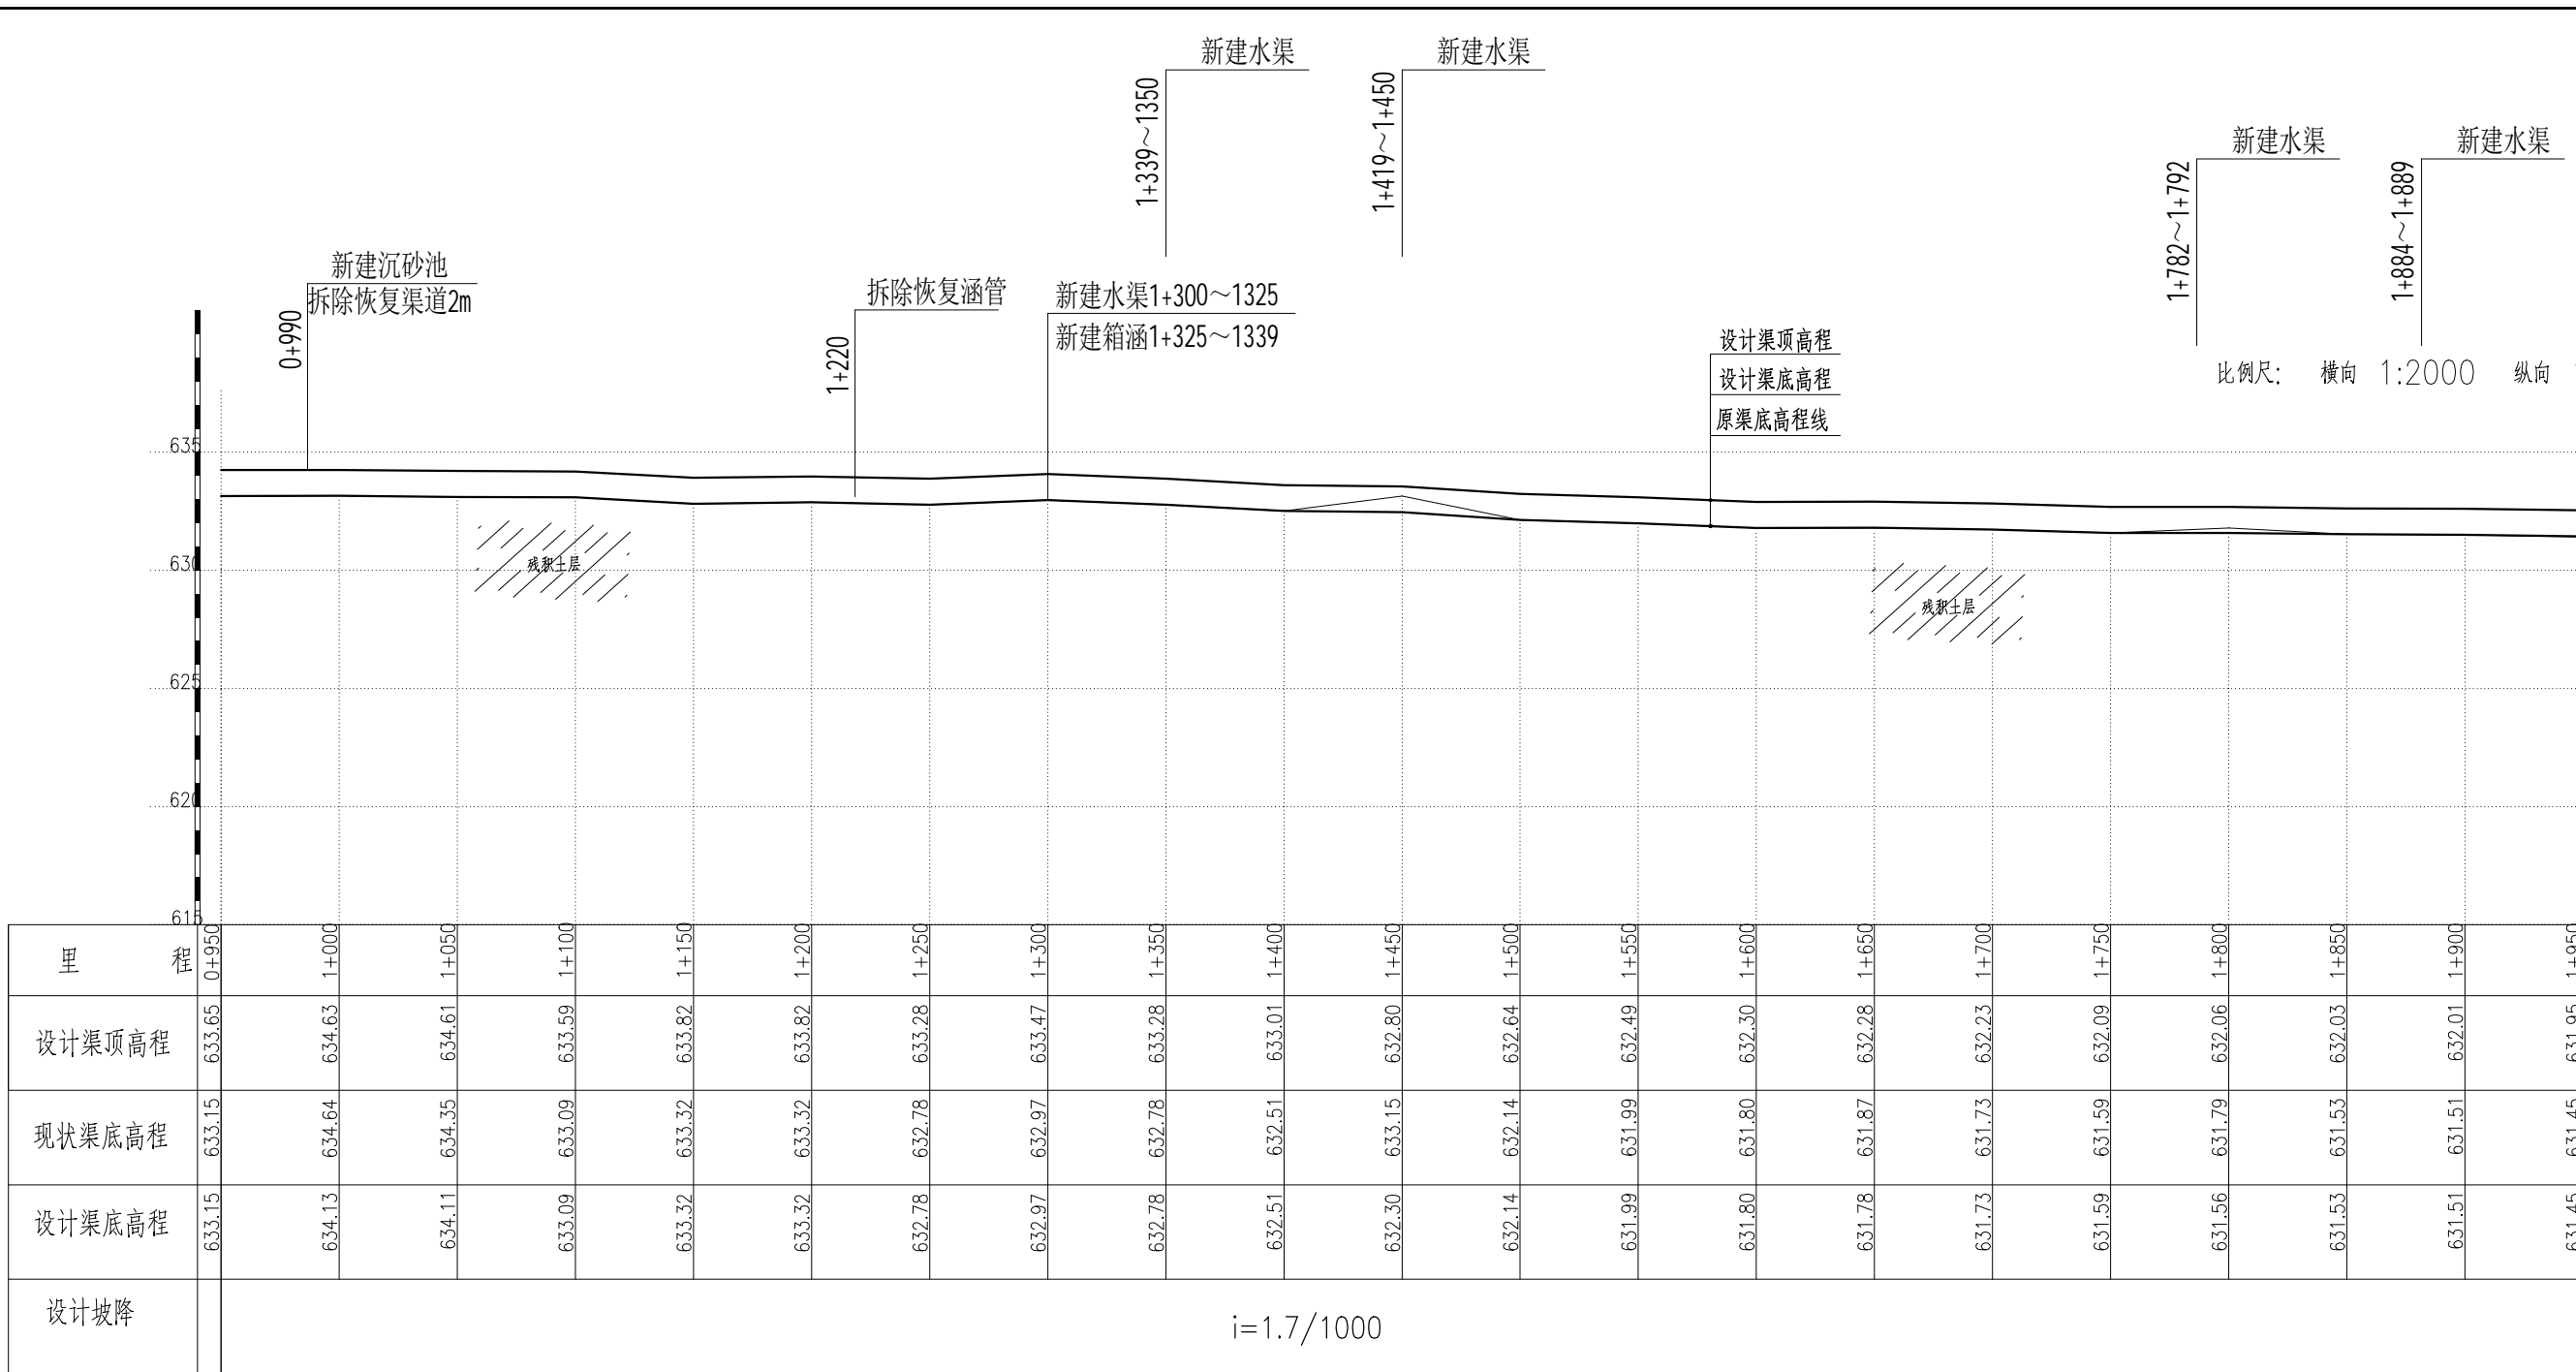 新建水渠
1+339～1350
新建水渠
1+419～1+450
新建水渠
1+782～1+792
新建水渠
1+884～1+889
新建沉砂池
拆除恢复渠道2m
0+990
拆除恢复涵管
1+220
新建水渠1+300～1325
新建箱涵1+325～1339
设计渠顶高程
设计渠底高程
原渠底高程线
比例尺: 横向 1:2000 纵向
635
630
625
620
615
残积土层
残积土层
里 程 0+950 1+000 1+050 1+100 1+150 1+200 1+250 1+300 1+350 1+400 1+450 1+500 1+550 1+600 1+650 1+700 1+750 1+800 1+850 1+900 1+950
设计渠顶高程 633.65 634.63 634.61 633.59 633.82 633.82 633.28 633.47 633.28 633.01 632.80 632.64 632.49 632.30 632.28 632.23 632.09 632.06 632.03 632.01 631.95
现状渠底高程 633.15 634.64 634.35 633.09 633.32 633.32 632.78 632.97 632.78 632.51 633.15 632.14 631.99 631.80 631.87 631.73 631.59 631.79 631.53 631.51 631.45
设计渠底高程 633.15 634.13 634.11 633.09 633.32 633.32 632.78 632.97 632.78 632.51 632.30 632.14 631.99 631.80 631.78 631.73 631.59 631.56 631.53 631.51 631.45
设计坡降
i=1.7/1000